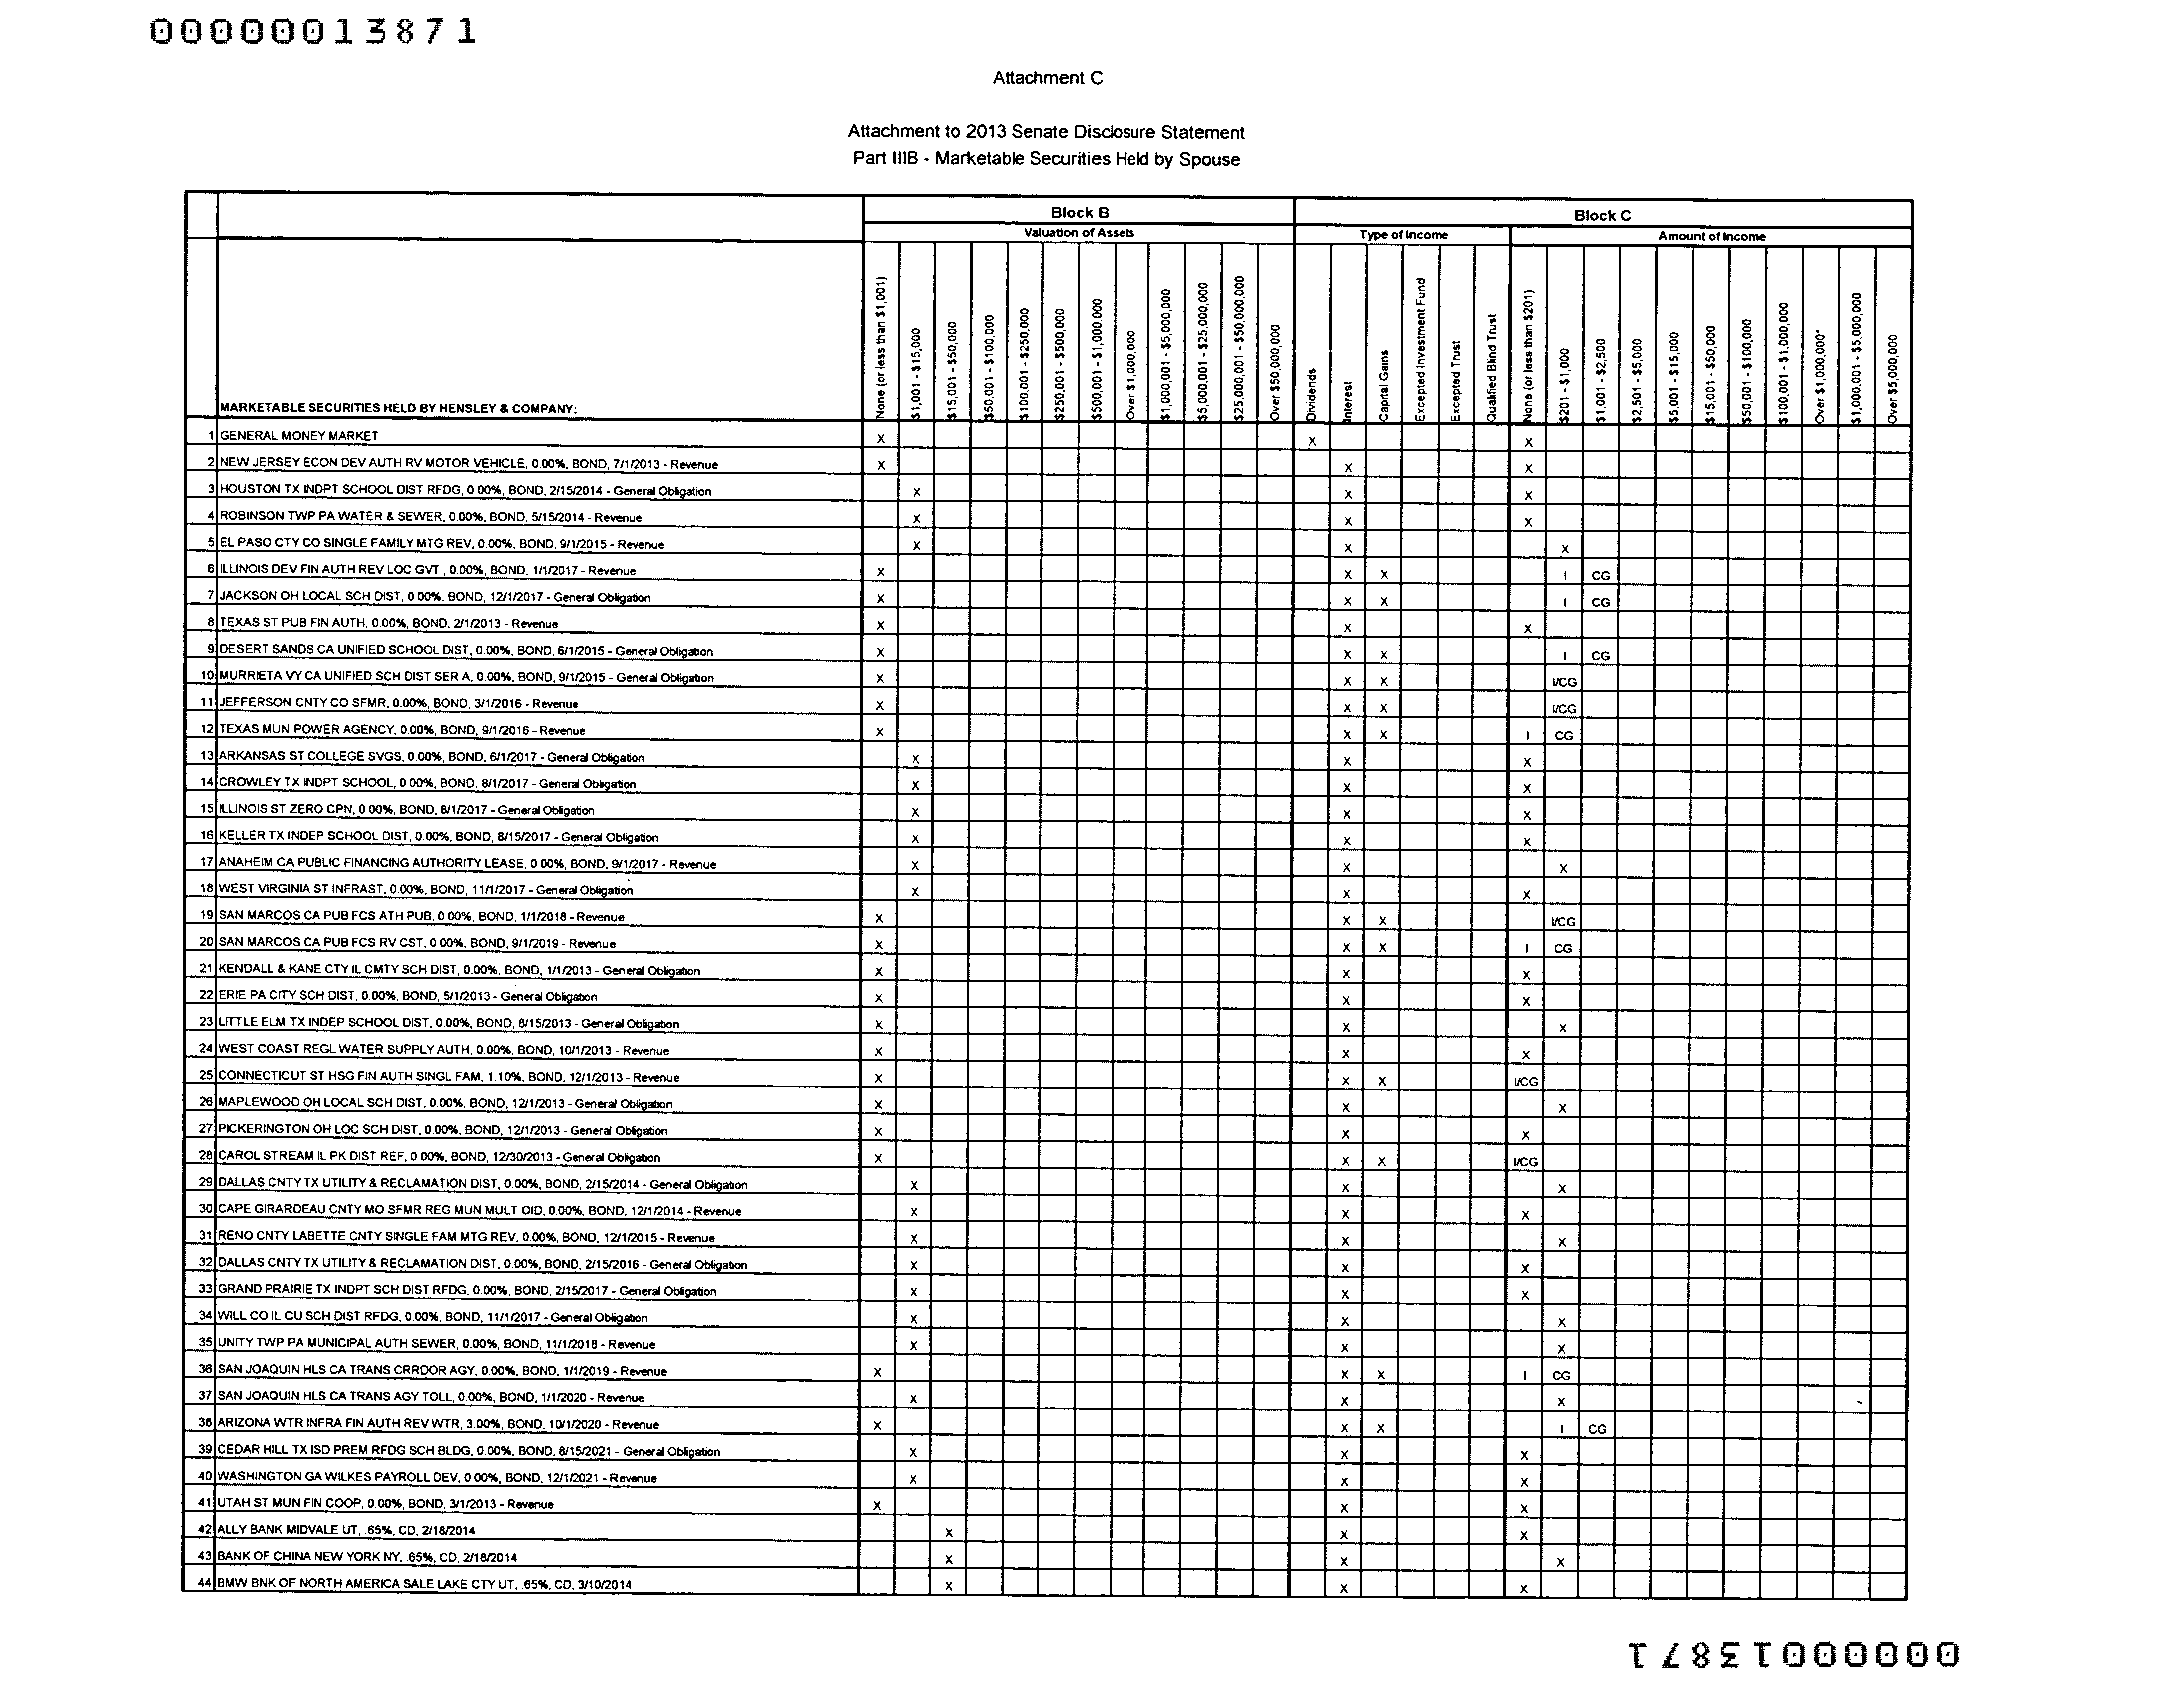 00000013871
Attachment C
Attachment to 2013 Senate Disclosure Statement
Part IIIB - Marketable Securities Held by Spouse
Block B Block C
Valuation of Assets Type of Income Amount of Income
MARKETABLE SECURITIES HELD BY HENSLEY & COMPANY:
None (or less than $1,001)
$1,001 - $15,000
$15,001 - $50,000
$50,001 - $100,000
$100,001 - $250,000
$250,001 - $500,000
$500,001 - $1,000,000
Over $1,000,000
$1,000,001 - $5,000,000
$5,000,001 - $25,000,000
$25,000,001 - $50,000,000
Over $50,000,000
Dividends
Interest
Capital Gains
Excepted Investment Fund
Excepted Trust
Qualified Blind Trust
None (or less than $201)
$201 - $1,000
$1,001 - $2,500
$2,501 - $5,000
$5,001 - $15,000
$15,001 - $50,000
$50,001 - $100,000
$100,001 - $1,000,000
Over $1,000,000*
$1,000,001 - $5,000,000
Over $5,000,000
1 GENERAL MONEY MARKET X X X
2 NEW JERSEY ECON DEV AUTH RV MOTOR VEHICLE, 0.00%, BOND, 7/1/2013 - Revenue X X X
3 HOUSTON TX INDPT SCHOOL DIST RFDG, 0.00%, BOND, 2/15/2014 - General Obligation X X X
4 ROBINSON TWP PA WATER & SEWER, 0.00%, BOND, 5/15/2014 - Revenue X X X
5 EL PASO CTY CO SINGLE FAMILY MTG REV, 0.00%, BOND, 9/1/2015 - Revenue X X X
6 ILLINOIS DEV FIN AUTH REV LOC GVT , 0.00%, BOND, 1/1/2017 - Revenue X X X I CG
7 JACKSON OH LOCAL SCH DIST, 0.00%, BOND, 12/1/2017 - General Obligation X X X I CG
8 TEXAS ST PUB FIN AUTH, 0.00%, BOND, 2/1/2013 - Revenue X X X
9 DESERT SANDS CA UNIFIED SCHOOL DIST, 0.00%, BOND, 6/1/2015 - General Obligation X X X I CG
10 MURRIETA VY CA UNIFIED SCH DIST SER A, 0.00%, BOND, 9/1/2015 - General Obligation X X X I/CG
11 JEFFERSON CNTY CO SFMR, 0.00%, BOND, 3/1/2016 - Revenue X X X I/CG
12 TEXAS MUN POWER AGENCY, 0.00%, BOND, 9/1/2016 - Revenue X X X I CG
13 ARKANSAS ST COLLEGE SVGS, 0.00%, BOND, 6/1/2017 - General Obligation X X X
14 CROWLEY TX INDPT SCHOOL, 0.00%, BOND, 8/1/2017 - General Obligation X X X
15 ILLINOIS ST ZERO CPN, 0.00%, BOND, 8/1/2017 - General Obligation X X X
16 KELLER TX INDEP SCHOOL DIST, 0.00%, BOND, 8/15/2017 - General Obligation X X X
17 ANAHEIM CA PUBLIC FINANCING AUTHORITY LEASE, 0.00%, BOND, 9/1/2017 - Revenue X X X
18 WEST VIRGINIA ST INFRAST, 0.00%, BOND, 11/1/2017 - General Obligation X X X
19 SAN MARCOS CA PUB FCS ATH PUB, 0.00%, BOND, 1/1/2018 - Revenue X X X I/CG
20 SAN MARCOS CA PUB FCS RV CST, 0.00%, BOND, 9/1/2019 - Revenue X X X I CG
21 KENDALL & KANE CTY IL CMTY SCH DIST, 0.00%, BOND, 1/1/2013 - General Obligation X X X
22 ERIE PA CITY SCH DIST, 0.00%, BOND, 5/1/2013 - General Obligation X X X
23 LITTLE ELM TX INDEP SCHOOL DIST, 0.00%, BOND, 8/15/2013 - General Obligation X X X
24 WEST COAST REGL WATER SUPPLY AUTH, 0.00%, BOND, 10/1/2013 - Revenue X X X
25 CONNECTICUT ST HSG FIN AUTH SINGL FAM, 1.10%, BOND, 12/1/2013 - Revenue X X X I/CG
26 MAPLEWOOD OH LOCAL SCH DIST, 0.00%, BOND, 12/1/2013 - General Obligation X X X
27 PICKERINGTON OH LOC SCH DIST, 0.00%, BOND, 12/1/2013 - General Obligation X X X
28 CAROL STREAM IL PK DIST REF, 0.00%, BOND, 12/30/2013 - General Obligation X X X I/CG
29 DALLAS CNTY TX UTILITY & RECLAMATION DIST, 0.00%, BOND, 2/15/2014 - General Obligation X X X
30 CAPE GIRARDEAU CNTY MO SFMR REG MUN MULT OID, 0.00%, BOND, 12/1/2014 - Revenue X X X
31 RENO CNTY LABETTE CNTY SINGLE FAM MTG REV, 0.00%, BOND, 12/1/2015 - Revenue X X X
32 DALLAS CNTY TX UTILITY & RECLAMATION DIST, 0.00%, BOND, 2/15/2016 - General Obligation X X X
33 GRAND PRAIRIE TX INDPT SCH DIST RFDG, 0.00%, BOND, 2/15/2017 - General Obligation X X X
34 WILL CO IL CU SCH DIST RFDG, 0.00%, BOND, 11/1/2017 - General Obligation X X X
35 UNITY TWP PA MUNICIPAL AUTH SEWER, 0.00%, BOND, 11/1/2018 - Revenue X X X
36 SAN JOAQUIN HLS CA TRANS CRRDOR AGY, 0.00%, BOND, 1/1/2019 - Revenue X X X I CG
37 SAN JOAQUIN HLS CA TRANS AGY TOLL, 0.00%, BOND, 1/1/2020 - Revenue X X X
38 ARIZONA WTR INFRA FIN AUTH REV WTR, 3.00%, BOND, 10/1/2020 - Revenue X X X I CG
39 CEDAR HILL TX ISD PREM RFDG SCH BLDG, 0.00%, BOND, 8/15/2021 - General Obligation X X X
40 WASHINGTON GA WILKES PAYROLL DEV, 0.00%, BOND, 12/1/2021 - Revenue X X X
41 UTAH ST MUN FIN COOP, 0.00%, BOND, 3/1/2013 - Revenue X X X
42 ALLY BANK MIDVALE UT, .65%, CD, 2/18/2014 X X X
43 BANK OF CHINA NEW YORK NY, .65%, CD, 2/18/2014 X X X
44 BMW BNK OF NORTH AMERICA SALE LAKE CTY UT, .65%, CD, 3/10/2014 X X X
00000013871